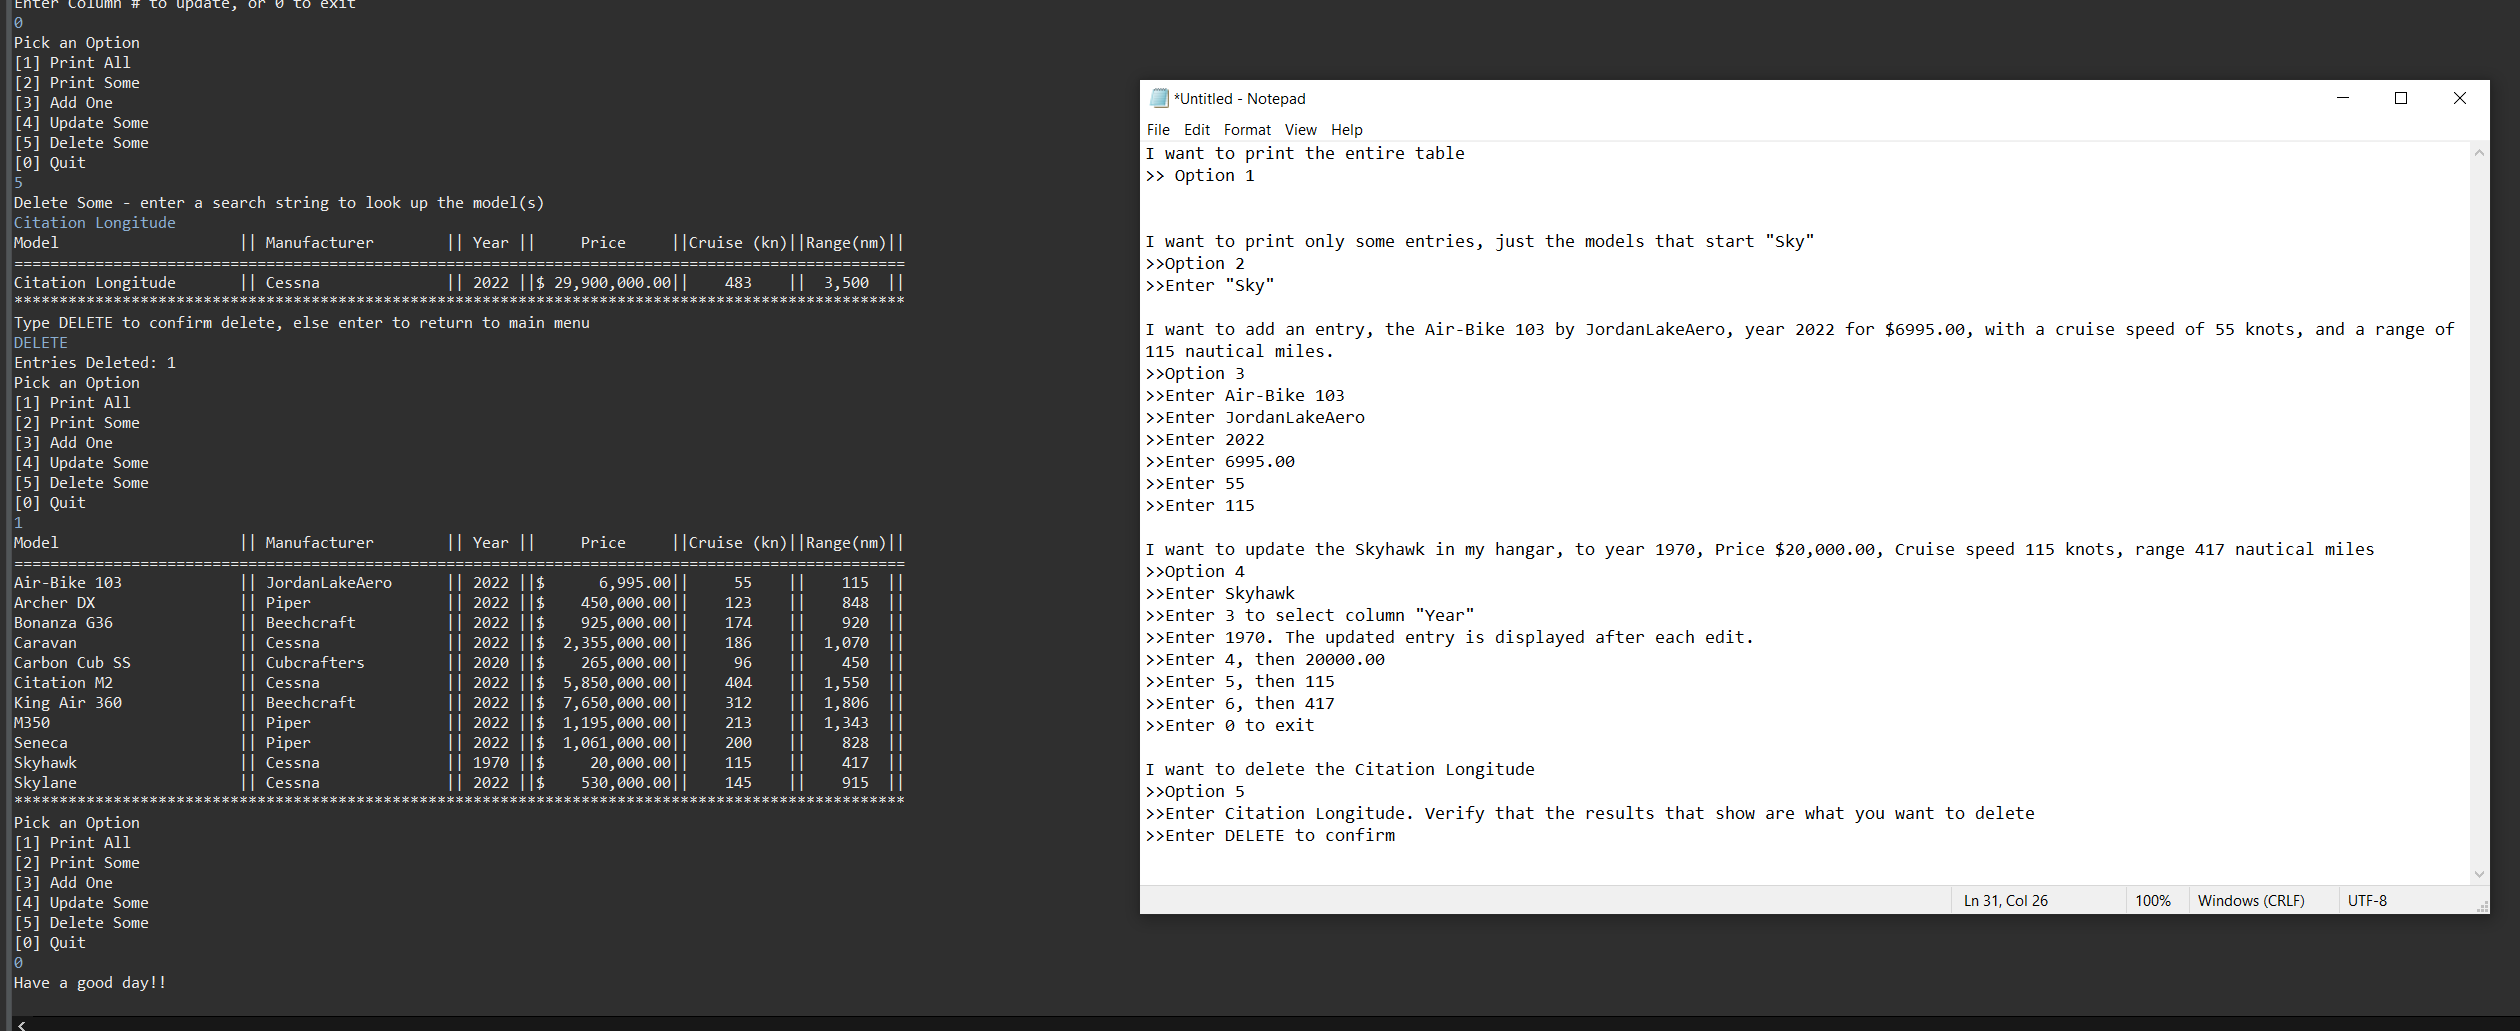 Enter Column # to update, or 0 to exit
0
Pick an Option
[1] Print All
[2] Print Some
[3] Add One
[4] Update Some
[5] Delete Some
[0] Quit
5
Delete Some - enter a search string to look up the model(s)
Citation Longitude
Model || Manufacturer || Year || Price ||Cruise (kn)||Range(nm)||
===================================================================================================
Citation Longitude || Cessna || 2022 ||$ 29,900,000.00|| 483 || 3,500 ||
***************************************************************************************************
Type DELETE to confirm delete, else enter to return to main menu
DELETE
Entries Deleted: 1
Pick an Option
[1] Print All
[2] Print Some
[3] Add One
[4] Update Some
[5] Delete Some
[0] Quit
1
Model || Manufacturer || Year || Price ||Cruise (kn)||Range(nm)||
===================================================================================================
Air-Bike 103 || JordanLakeAero || 2022 ||$ 6,995.00|| 55 || 115 ||
Archer DX || Piper || 2022 ||$ 450,000.00|| 123 || 848 ||
Bonanza G36 || Beechcraft || 2022 ||$ 925,000.00|| 174 || 920 ||
Caravan || Cessna || 2022 ||$ 2,355,000.00|| 186 || 1,070 ||
Carbon Cub SS || Cubcrafters || 2020 ||$ 265,000.00|| 96 || 450 ||
Citation M2 || Cessna || 2022 ||$ 5,850,000.00|| 404 || 1,550 ||
King Air 360 || Beechcraft || 2022 ||$ 7,650,000.00|| 312 || 1,806 ||
M350 || Piper || 2022 ||$ 1,195,000.00|| 213 || 1,343 ||
Seneca || Piper || 2022 ||$ 1,061,000.00|| 200 || 828 ||
Skyhawk || Cessna || 1970 ||$ 20,000.00|| 115 || 417 ||
Skylane || Cessna || 2022 ||$ 530,000.00|| 145 || 915 ||
***************************************************************************************************
Pick an Option
[1] Print All
[2] Print Some
[3] Add One
[4] Update Some
[5] Delete Some
[0] Quit
0
Have a good day!!
*Untitled - Notepad
File Edit Format View Help
I want to print the entire table
>> Option 1
I want to print only some entries, just the models that start "Sky"
>>Option 2
>>Enter "Sky"
I want to add an entry, the Air-Bike 103 by JordanLakeAero, year 2022 for $6995.00, with a cruise speed of 55 knots, and a range of
115 nautical miles.
>>Option 3
>>Enter Air-Bike 103
>>Enter JordanLakeAero
>>Enter 2022
>>Enter 6995.00
>>Enter 55
>>Enter 115
I want to update the Skyhawk in my hangar, to year 1970, Price $20,000.00, Cruise speed 115 knots, range 417 nautical miles
>>Option 4
>>Enter Skyhawk
>>Enter 3 to select column "Year"
>>Enter 1970. The updated entry is displayed after each edit.
>>Enter 4, then 20000.00
>>Enter 5, then 115
>>Enter 6, then 417
>>Enter 0 to exit
I want to delete the Citation Longitude
>>Option 5
>>Enter Citation Longitude. Verify that the results that show are what you want to delete
>>Enter DELETE to confirm
Ln 31, Col 26 100% Windows (CRLF) UTF-8